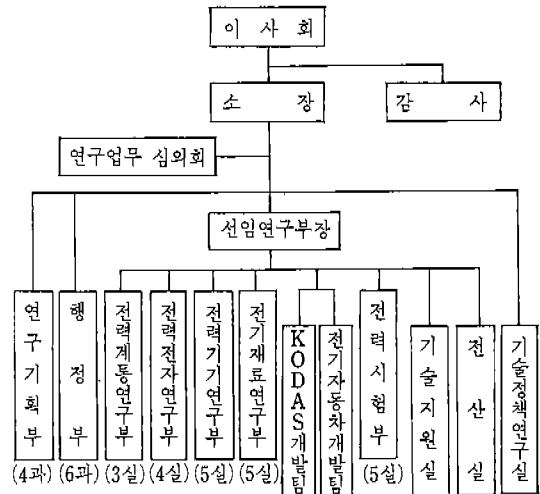 이 사 회
소 장
감 사
연구업무 심의회
선임연구부장
연구기획부
(4과)
행정부
(6과)
전력계통연구부
(3실)
전력전자연구부
(4실)
전력기기연구부
(5실)
전기재료연구부
(5실)
KODAS개발팀
전기자동차개발팀
전력시험부
(5실)
기술지원실
전산실
기술정책연구실